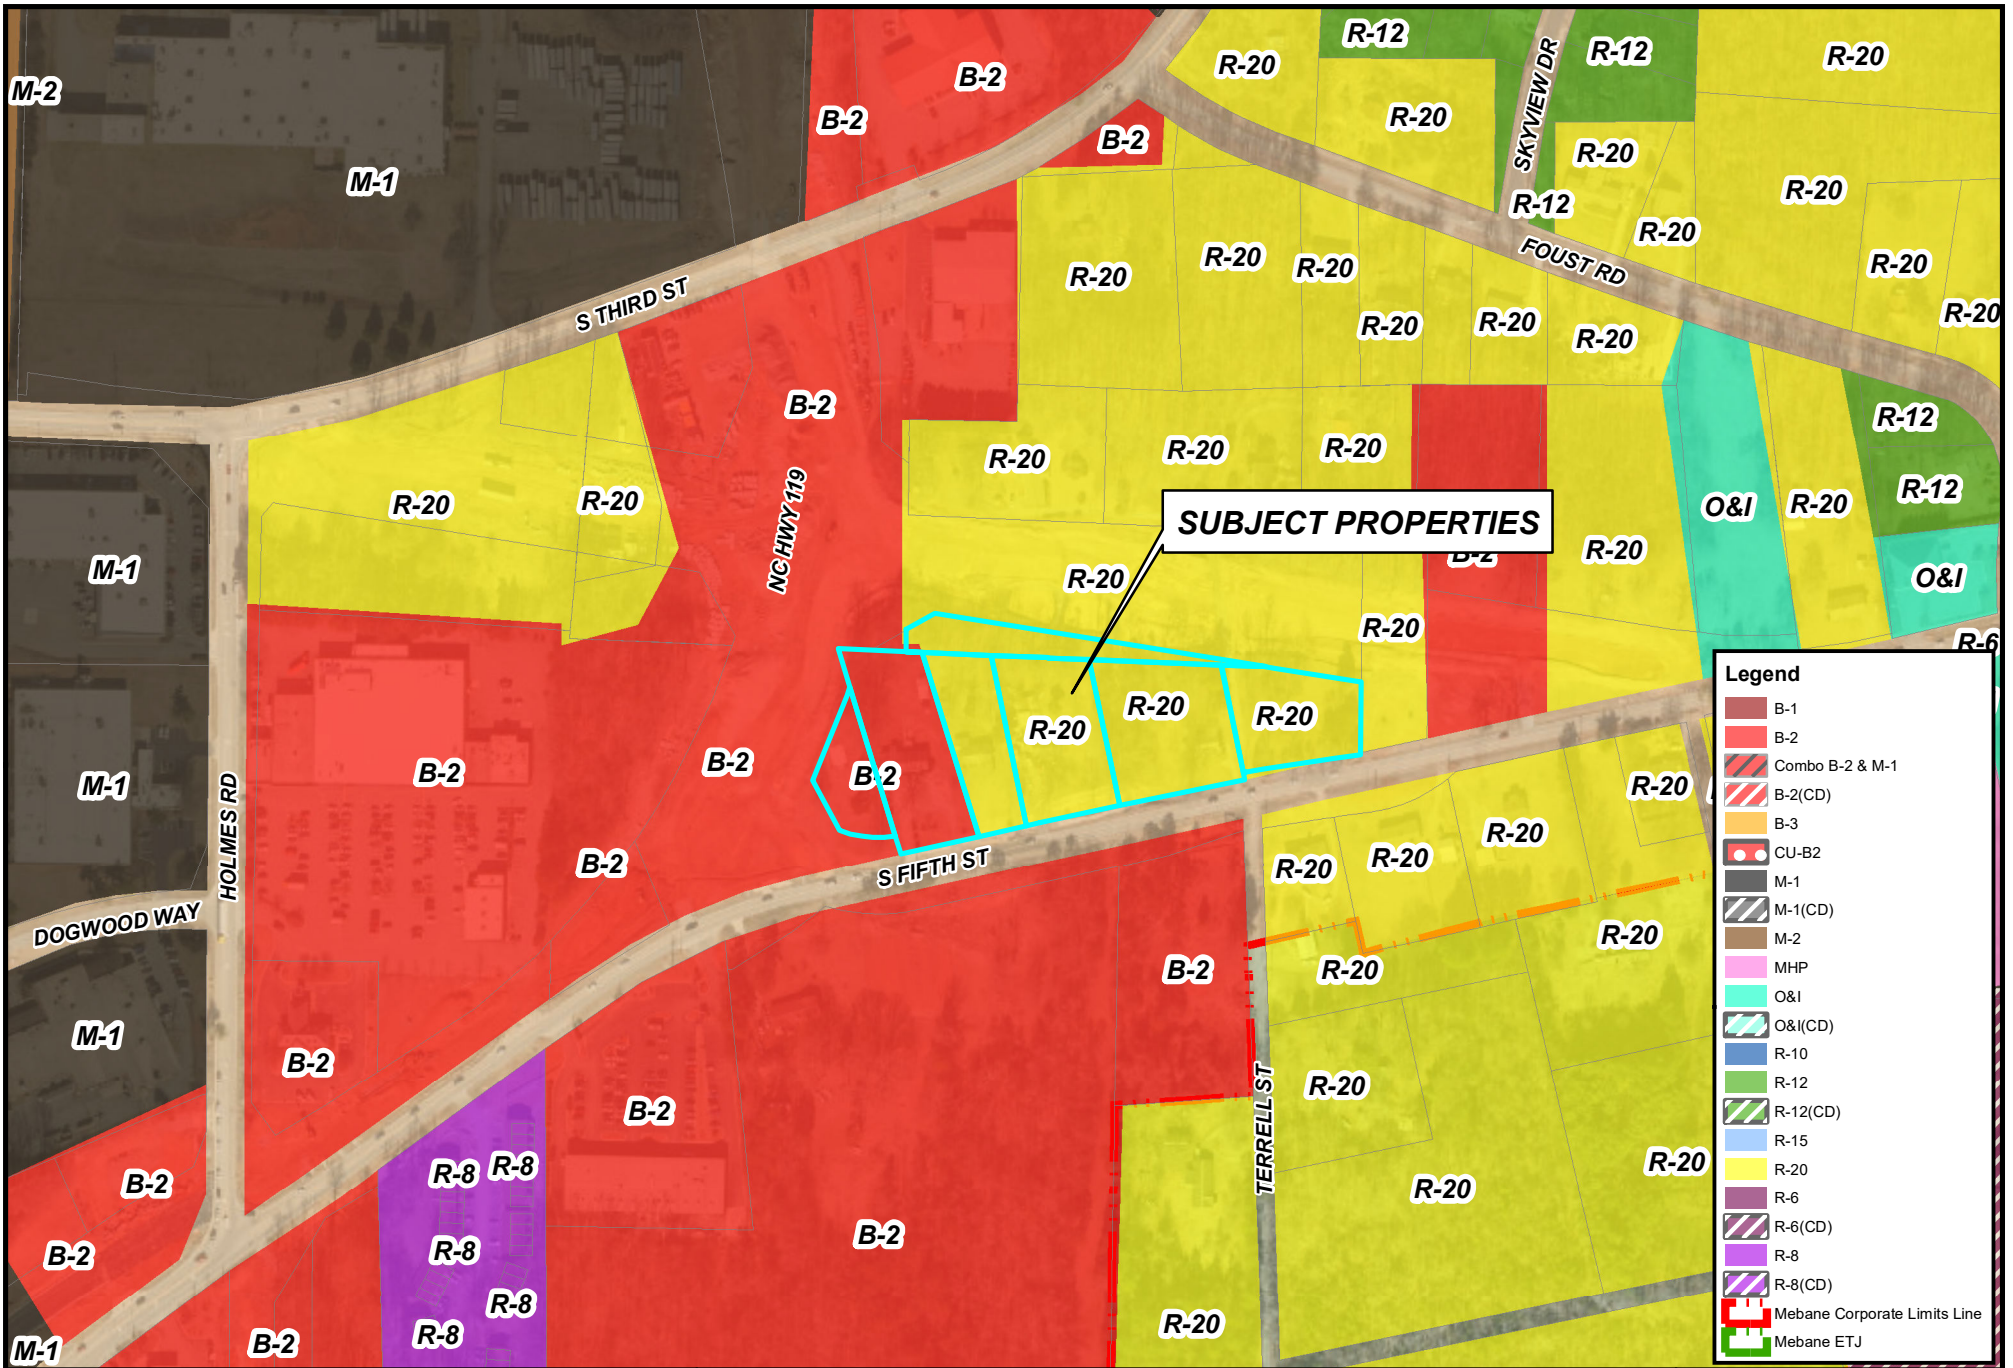 R-12
R-12
R-20
R-20
B-2
M-2
SKYVIEW DR
B-2
R-20
B-2
R-20
M-1
R-20
R-12
R-20
FOUST RD
R-20
R-20
R-20
R-20
R-20
S THIRD ST
R-20
R-20
R-20
R-20
B-2
R-12
R-20
R-20
R-20
R-12
R-20
R-20
NC HWY 119
O&I
R-20
SUBJECT PROPERTIES
R-20
B-2
M-1
R-20
O&I
R-20
R-6
R-20
R-20
R-20
B-2
B-2
B-2
M-1
R-20
HOLMES RD
R-20
B-2
S FIFTH ST
R-20
R-20
DOGWOOD WAY
R-20
B-2
R-20
M-1
B-2
B-2
R-20
TERRELL ST
R-8
R-8
B-2
R-20
R-20
B-2
R-8
B-2
R-8
R-8
R-20
B-2
M-1
Legend
B-1
B-2
Combo B-2 & M-1
B-2(CD)
B-3
CU-B2
M-1
M-1(CD)
M-2
MHP
O&I
O&I(CD)
R-10
R-12
R-12(CD)
R-15
R-20
R-6
R-6(CD)
R-8
R-8(CD)
Mebane Corporate Limits Line
Mebane ETJ